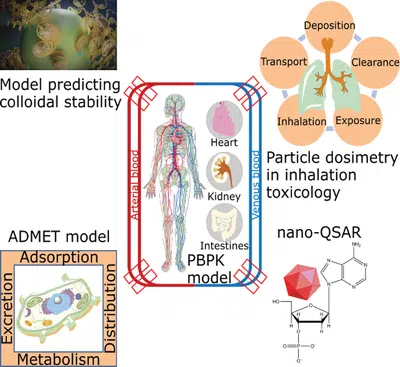 Model predicting
colloidal stability
Deposition
Transport
Clearance
Inhalation
Exposure
Particle dosimetry
in inhalation
toxicology
Arterial blood
Venous blood
Heart
Kidney
Intestines
PBPK
model
ADMET model
Adsorption
Excretion
Distribution
Metabolism
nano-QSAR
NH₂
N
N
N
N
HO
O
H
H
H
H
O
O
P
O⁻
O⁻